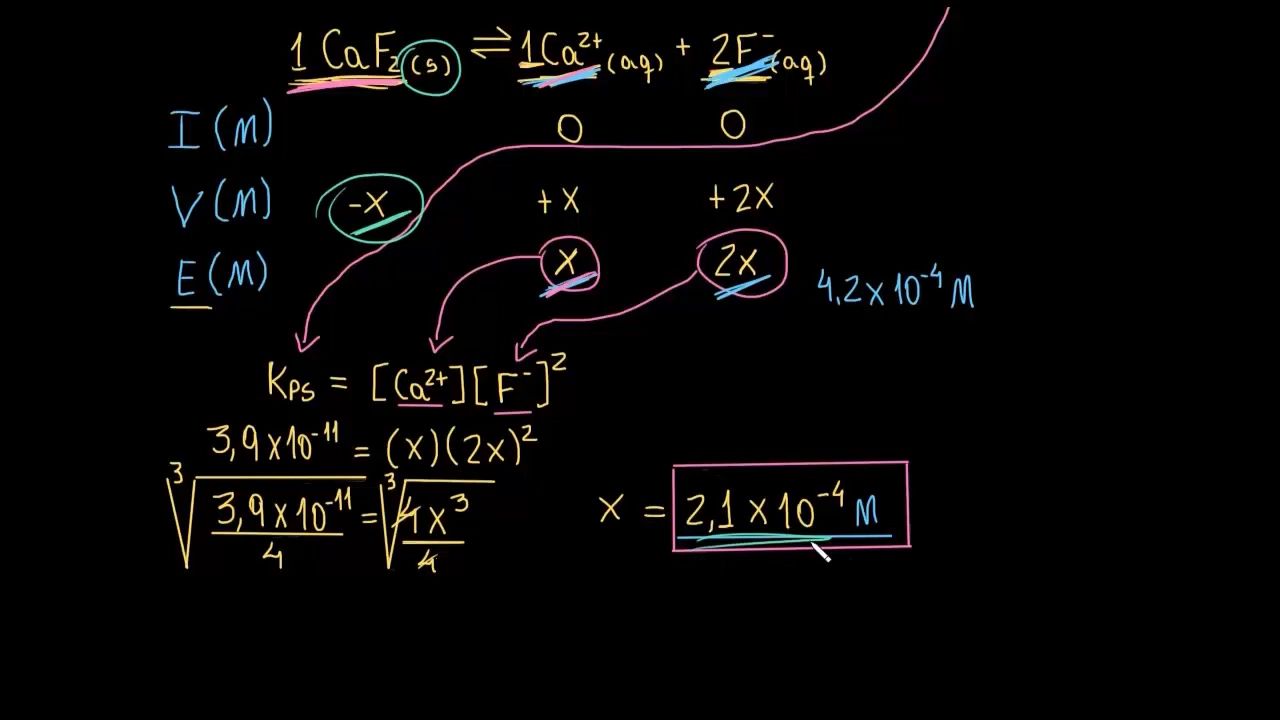 1 CaF₂ (s) ⇌ 1Ca²⁺ (aq) + 2F⁻ (aq)
I (M) 0 0
V (M) -x +x +2x
E (M) x 2x 4.2 x 10⁻⁴ M
Kps = [Ca²⁺][F⁻]²
3,9 x 10⁻¹¹ = (x)(2x)²
∛(3,9 x 10⁻¹¹/4) = ∛(4x³/4) x = 2,1 x 10⁻⁴ M